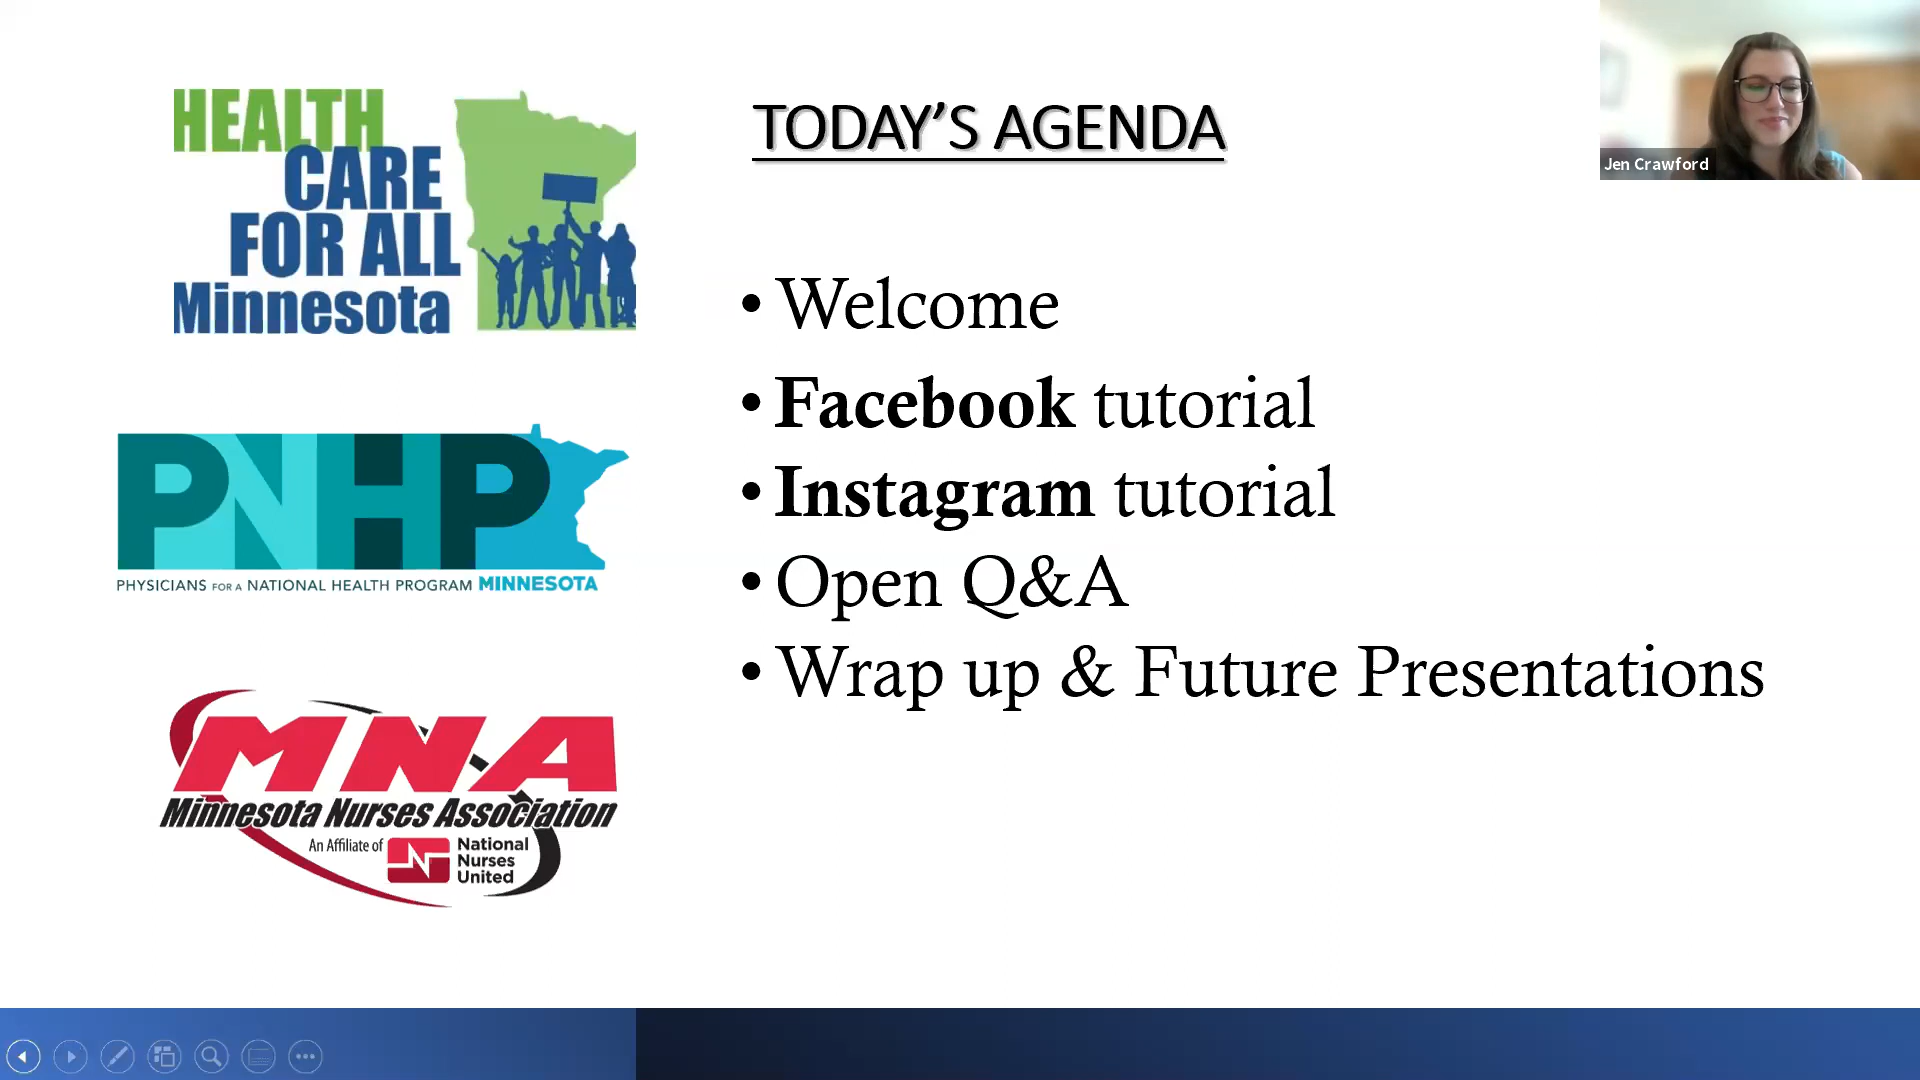 HEALTH
CARE
FOR ALL
Minnesota
PNHP
PHYSICIANS FOR A NATIONAL HEALTH PROGRAM MINNESOTA
MNA
Minnesota Nurses Association
An Affiliate of
National
Nurses
United
TODAY’S AGENDA
• Welcome
• Facebook tutorial
• Instagram tutorial
• Open Q&A
• Wrap up & Future Presentations
Jen Crawford